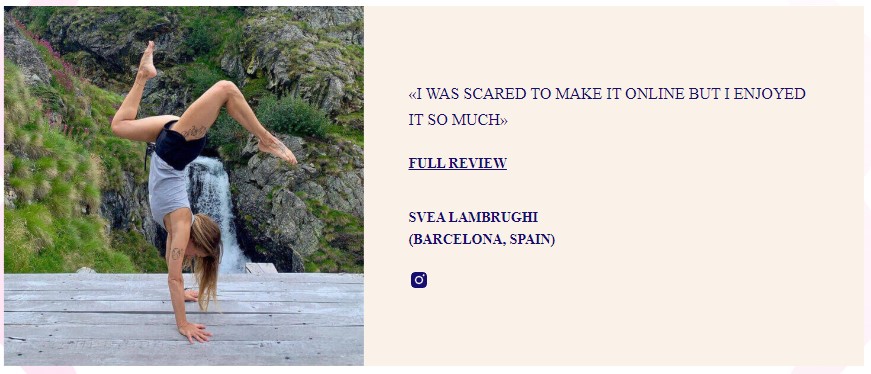 «I WAS SCARED TO MAKE IT ONLINE BUT I ENJOYED
IT SO MUCH»
FULL REVIEW
SVEA LAMBRUGHI
(BARCELONA, SPAIN)